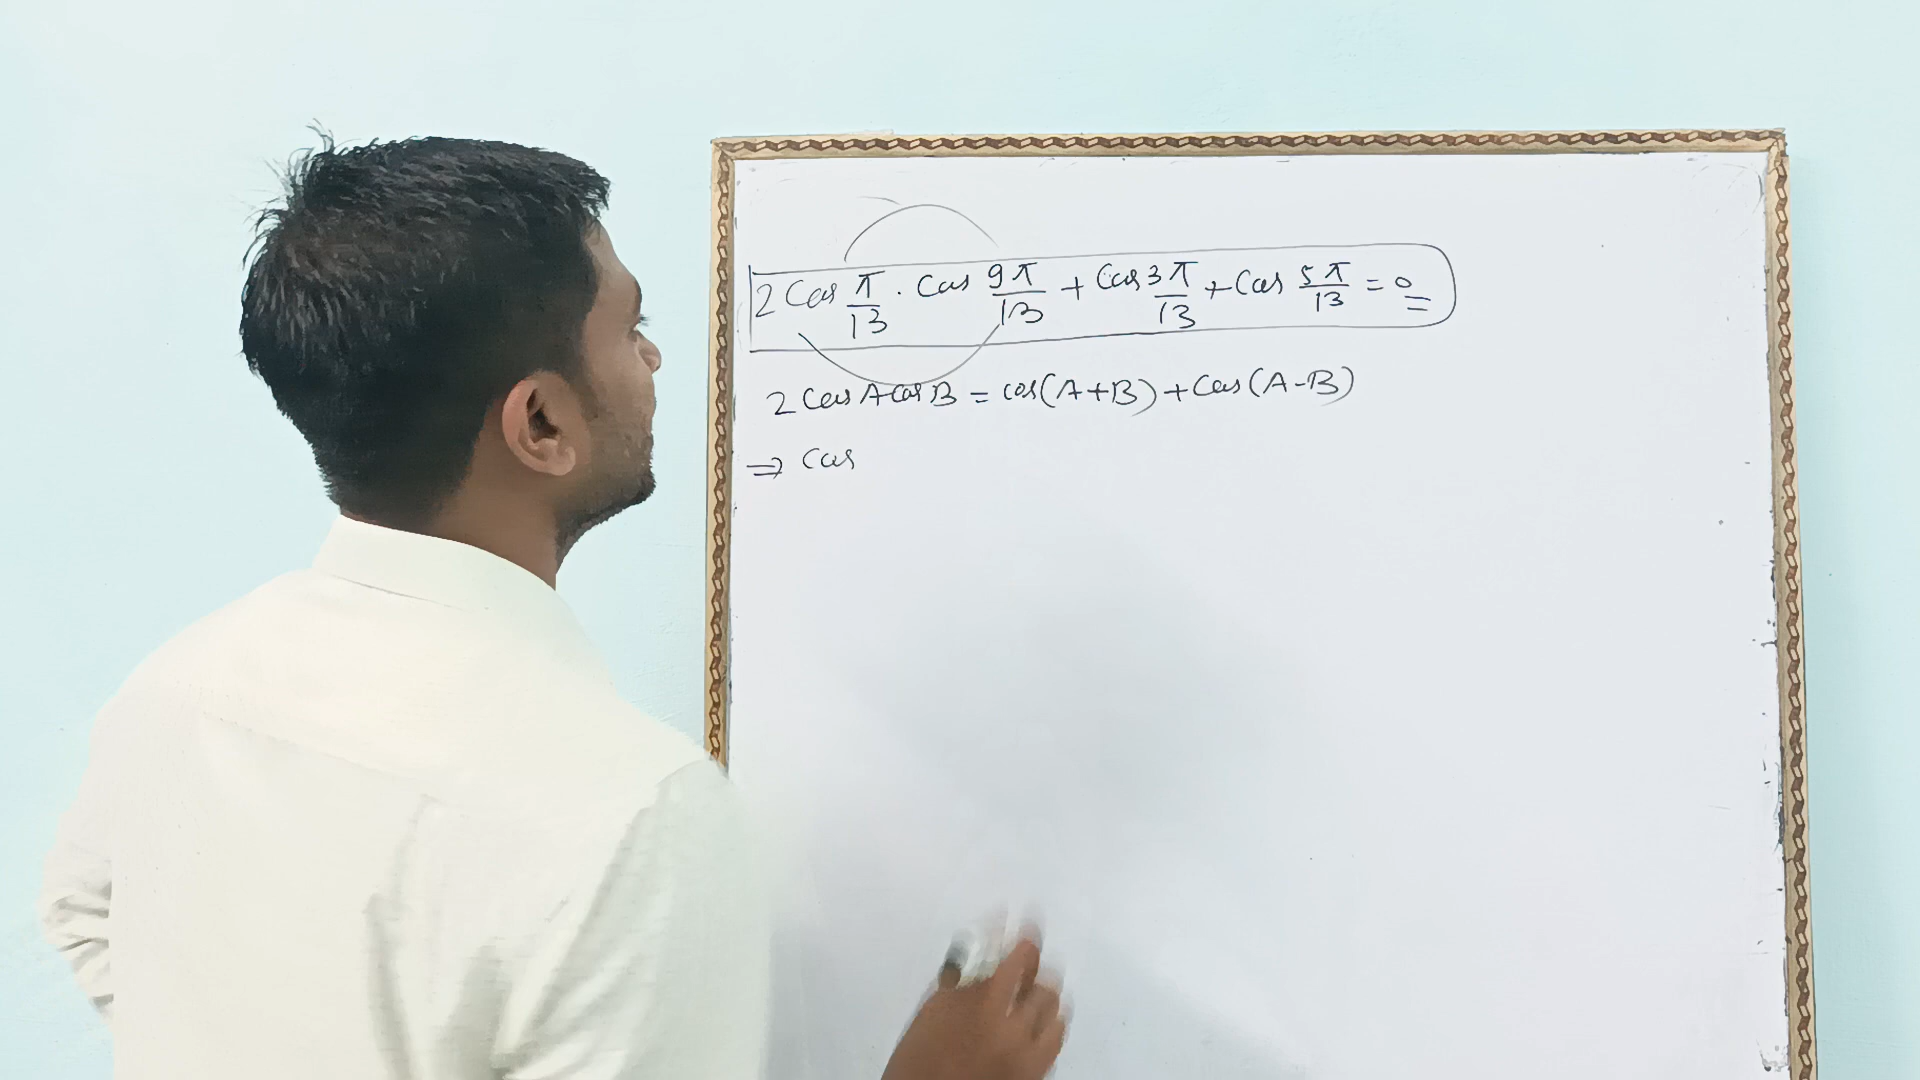 2 Cos π/13 . Cos 9π/13 + Cos 3π/13 + Cos 5π/13 = 0
2 Cos A Cos B = Cos(A+B) + Cos(A-B)
⇒ Cos